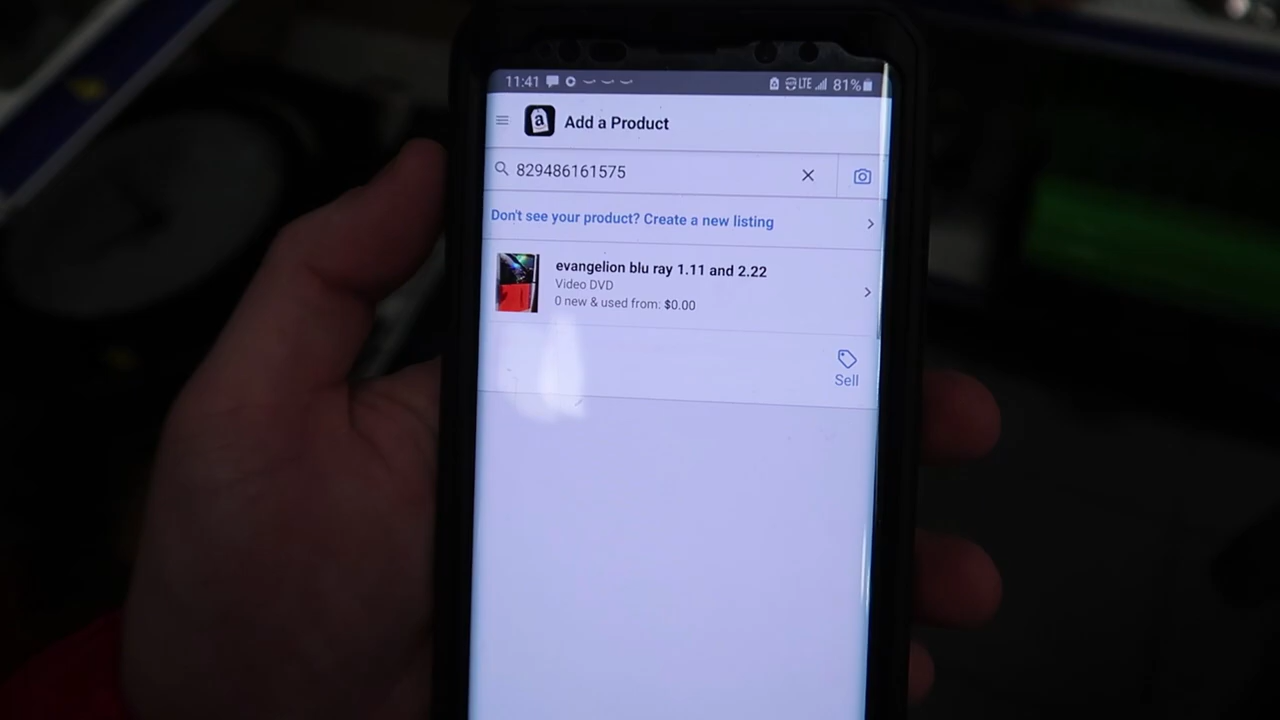 11:41 LTE 81%
a Add a Product
829486161575
Don't see your product? Create a new listing
evangelion blu ray 1.11 and 2.22
Video DVD
0 new & used from: $0.00
Sell